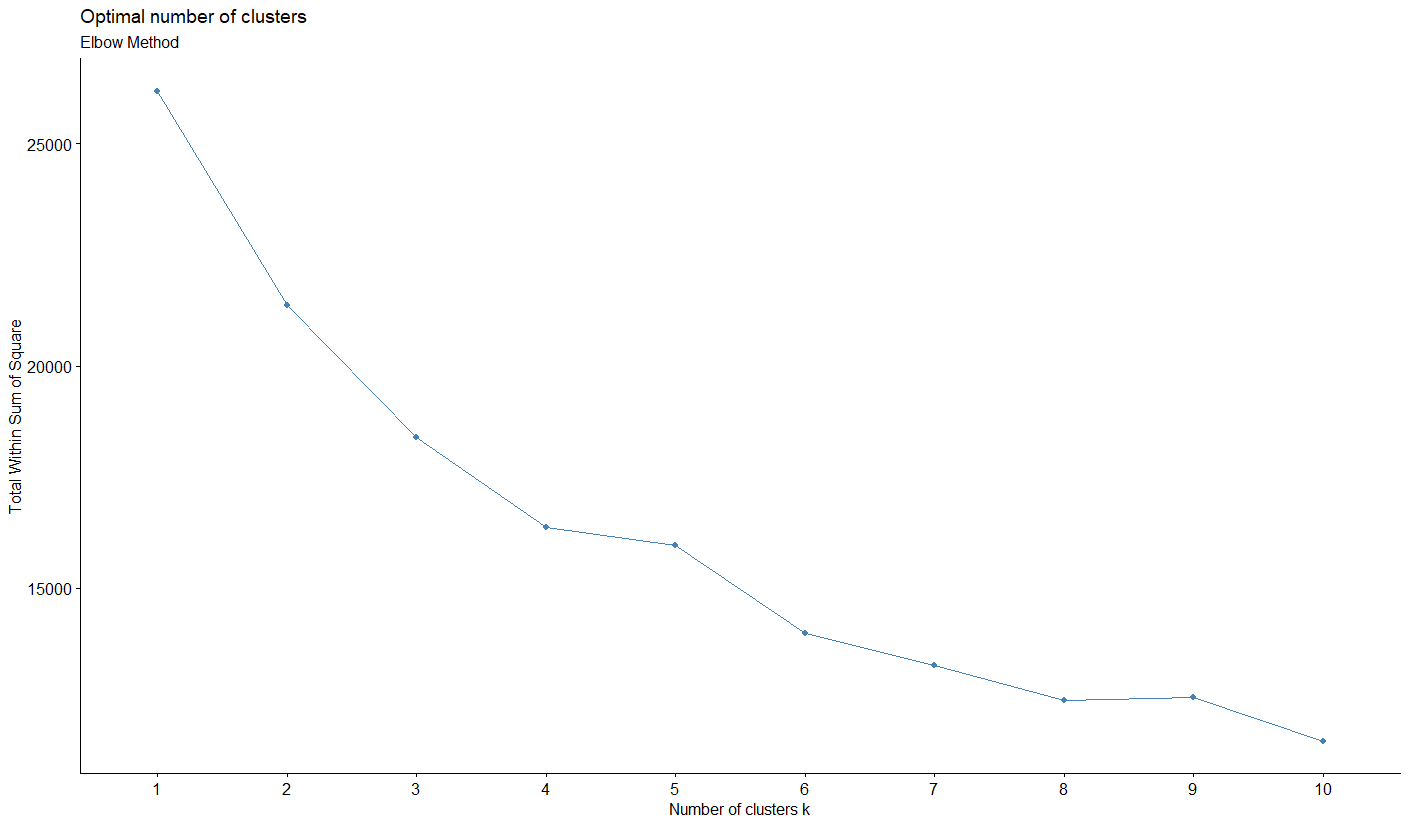 Optimal number of clusters
Elbow Method
25000
20000
15000
Total Within Sum of Square
1 2 3 4 5 6 7 8 9 10
Number of clusters k